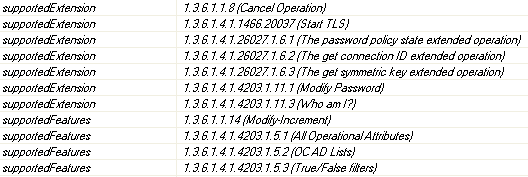 supportedExtension 1.3.6.1.1.8 (Cancel Operation)
supportedExtension 1.3.6.1.4.1.1466.20037 (Start TLS)
supportedExtension 1.3.6.1.4.1.26027.1.6.1 (The password policy state extended operation)
supportedExtension 1.3.6.1.4.1.26027.1.6.2 (The get connection ID extended operation)
supportedExtension 1.3.6.1.4.1.26027.1.6.3 (The get symmetric key extended operation)
supportedExtension 1.3.6.1.4.1.4203.1.11.1 (Modify Password)
supportedExtension 1.3.6.1.4.1.4203.1.11.3 (Who am I?)
supportedFeatures 1.3.6.1.1.14 (Modify-Increment)
supportedFeatures 1.3.6.1.4.1.4203.1.5.1 (All Operational Attributes)
supportedFeatures 1.3.6.1.4.1.4203.1.5.2 (OC AD Lists)
supportedFeatures 1.3.6.1.4.1.4203.1.5.3 (True/False filters)